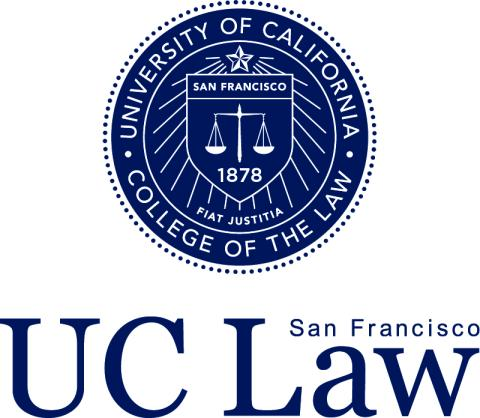 UNIVERSITY OF CALIFORNIA
SAN FRANCISCO
1878
FIAT JUSTITIA
COLLEGE OF THE LAW
San Francisco
UC Law